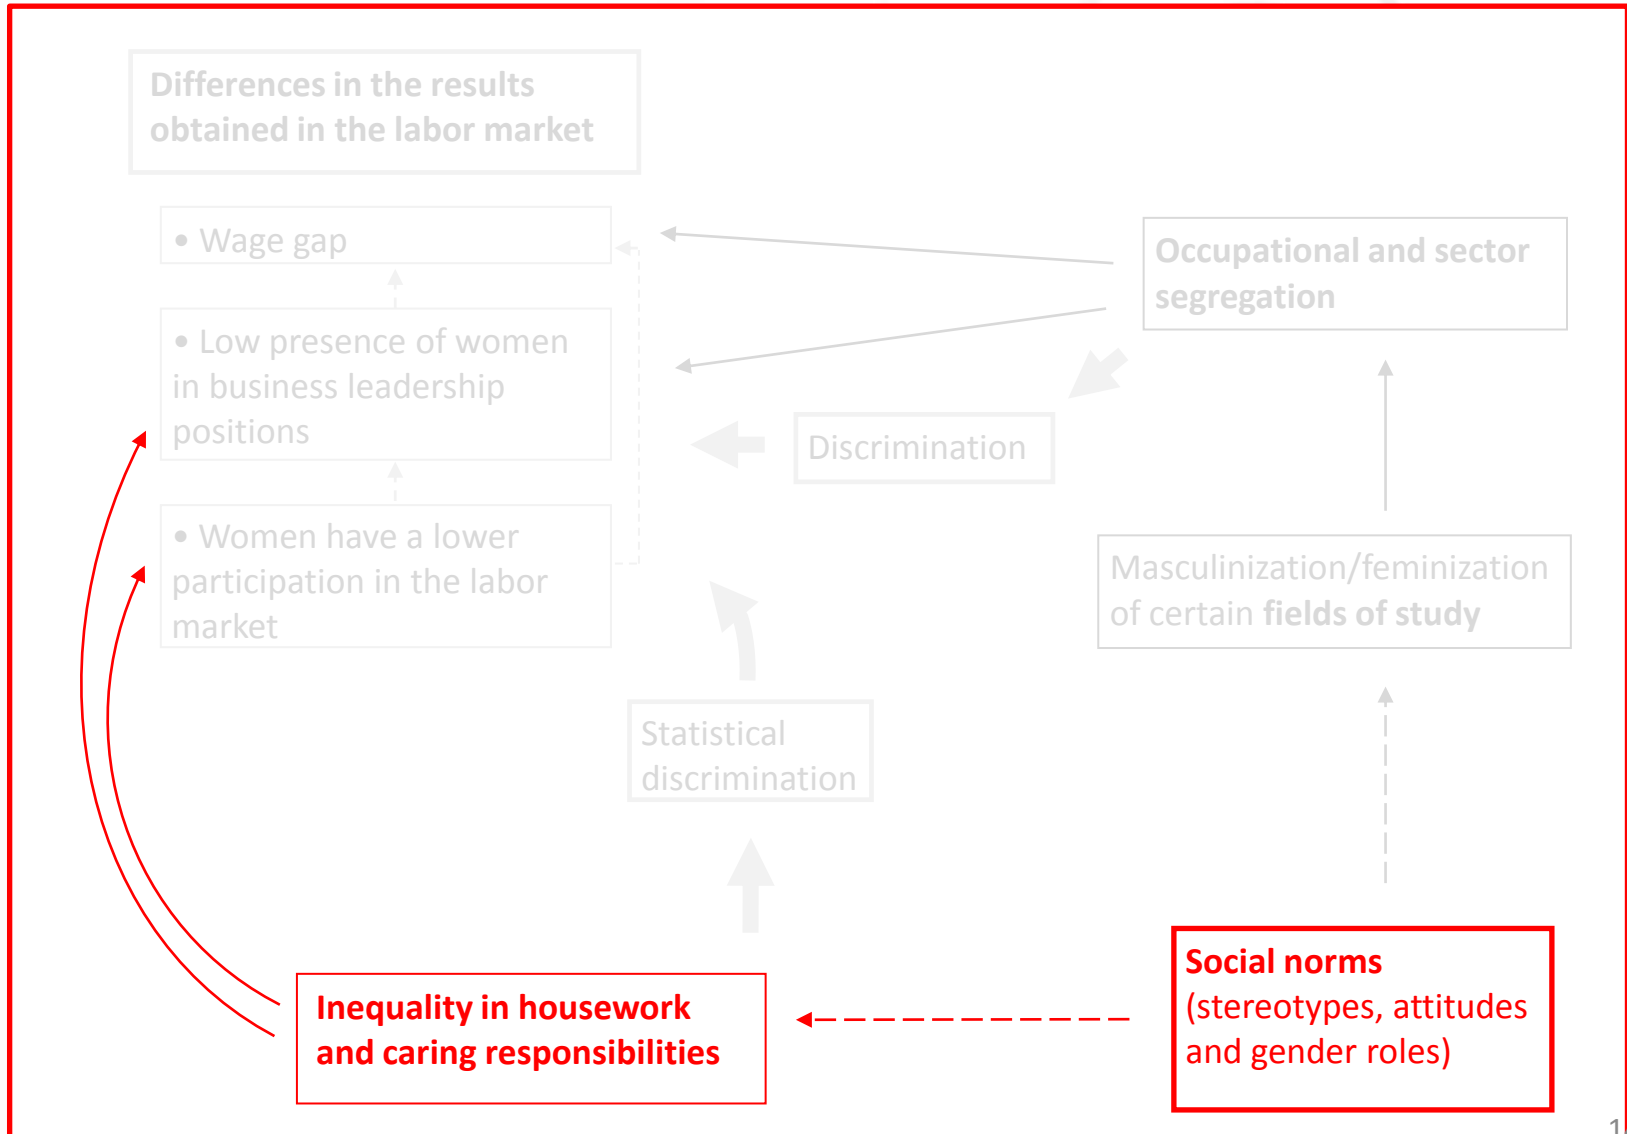 Differences in the results
obtained in the labor market
• Wage gap
• Low presence of women
in business leadership
positions
• Women have a lower
participation in the labor
market
Occupational and sector
segregation
Discrimination
Masculinization/feminization
of certain fields of study
Statistical
discrimination
Inequality in housework
and caring responsibilities
Social norms
(stereotypes, attitudes
and gender roles)